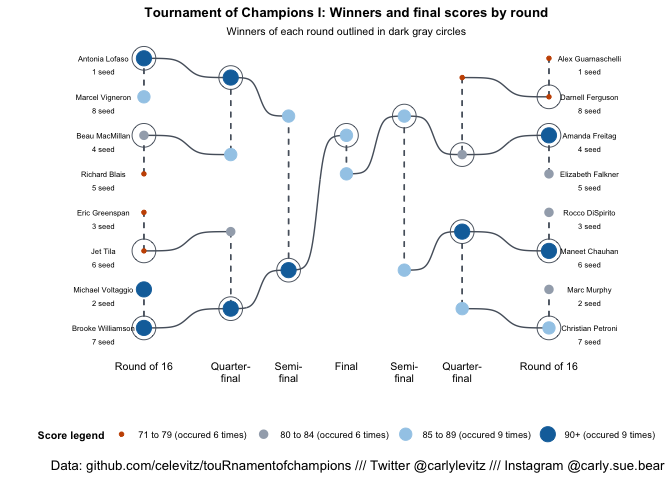 Tournament of Champions I: Winners and final scores by round
Winners of each round outlined in dark gray circles
Antonia Lofaso
1 seed
Marcel Vigneron
8 seed
Beau MacMillan
4 seed
Richard Blais
5 seed
Eric Greenspan
3 seed
Jet Tila
6 seed
Michael Voltaggio
2 seed
Brooke Williamson
7 seed
Alex Guarnaschelli
1 seed
Darnell Ferguson
8 seed
Amanda Freitag
4 seed
Elizabeth Falkner
5 seed
Rocco DiSpirito
3 seed
Maneet Chauhan
6 seed
Marc Murphy
2 seed
Christian Petroni
7 seed
Round of 16
Quarter-
final
Semi-
final
Final
Semi-
final
Quarter-
final
Round of 16
Score legend 71 to 79 (occured 6 times) 80 to 84 (occured 6 times) 85 to 89 (occured 9 times) 90+ (occured 9 times)
Data: github.com/celevitz/touRnamentofchampions /// Twitter @carlylevitz /// Instagram @carly.sue.bear